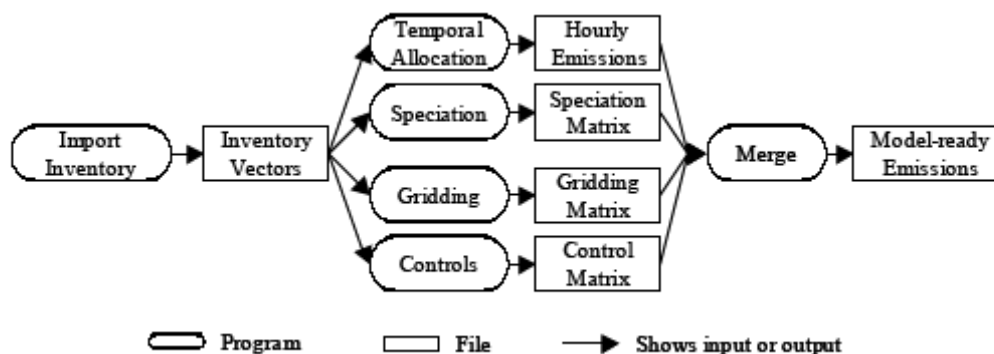 Import
Inventory
Inventory
Vectors
Temporal
Allocation
Hourly
Emissions
Speciation
Speciation
Matrix
Gridding
Gridding
Matrix
Controls
Control
Matrix
Merge
Model-ready
Emissions
Program
File
Shows input or output